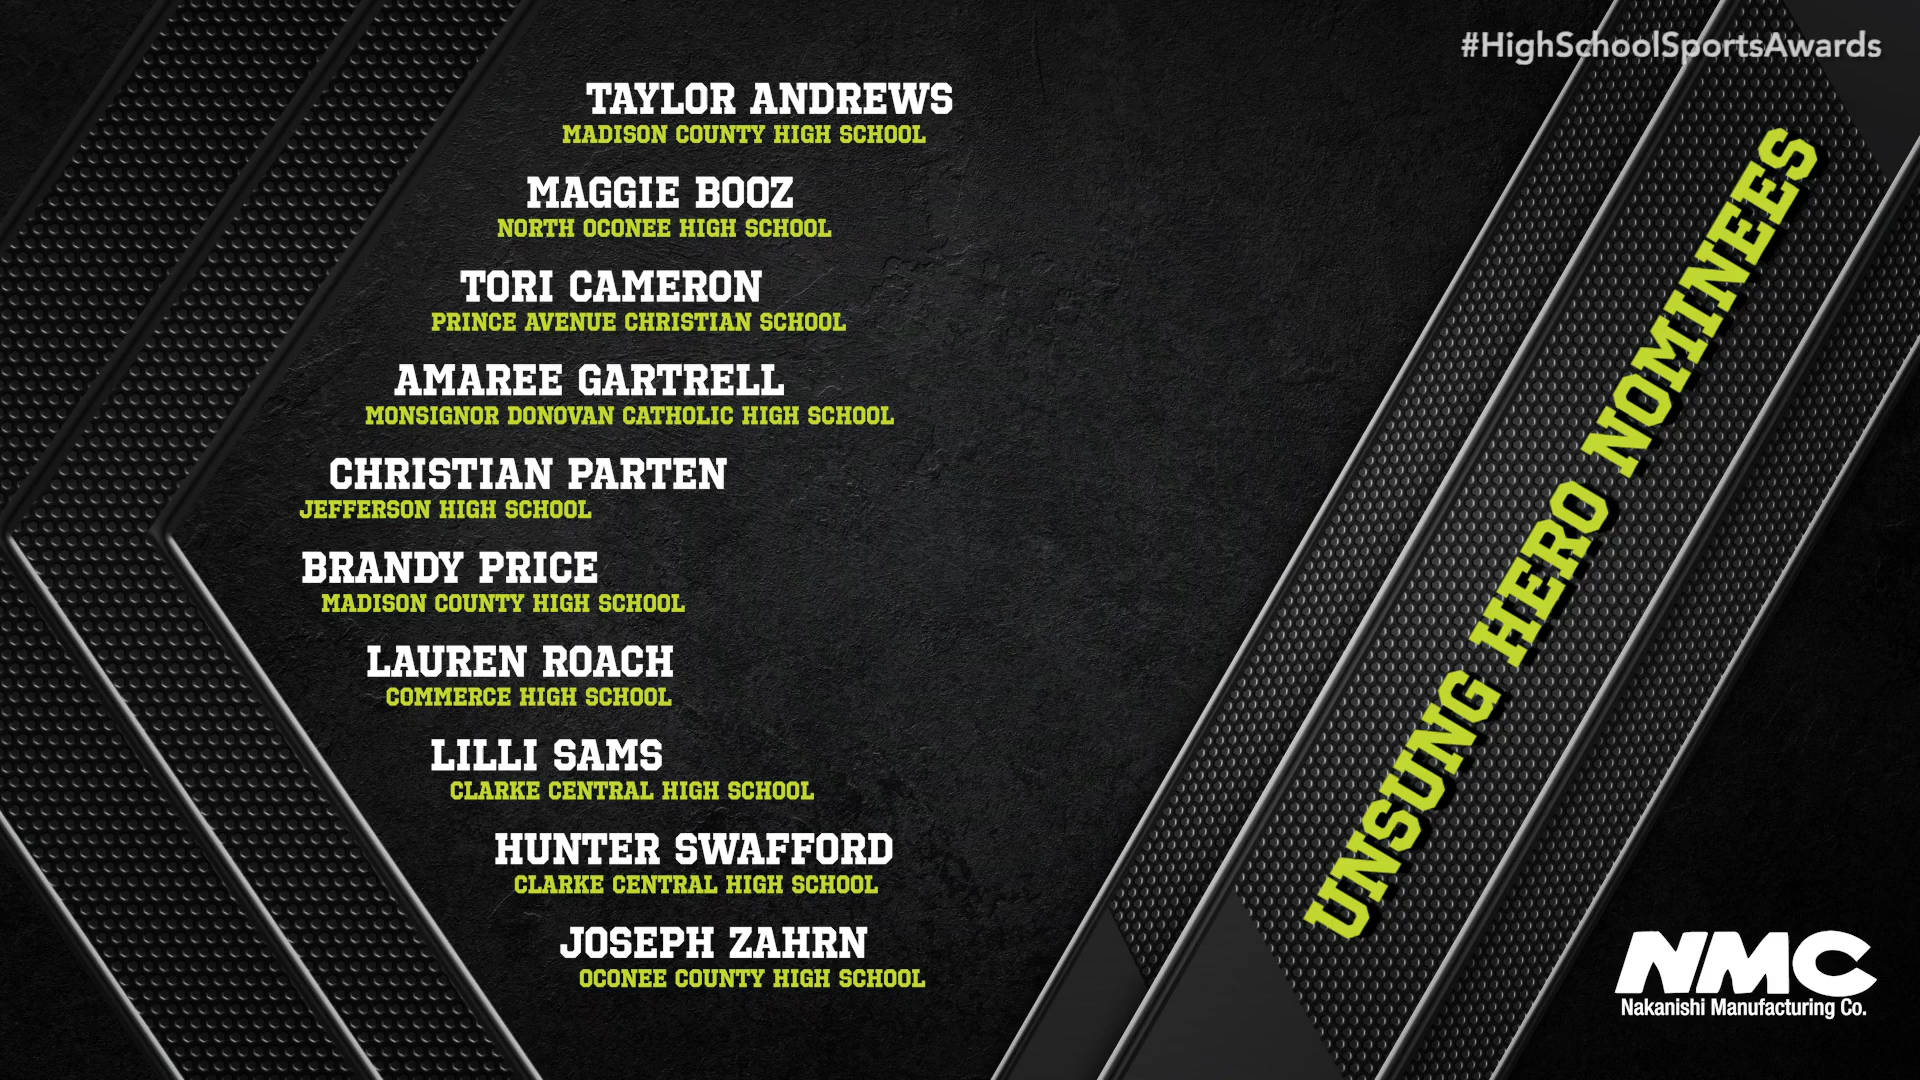 #HighSchoolSportsAwards
TAYLOR ANDREWS
MADISON COUNTY HIGH SCHOOL
MAGGIE BOOZ
NORTH OCONEE HIGH SCHOOL
TORI CAMERON
PRINCE AVENUE CHRISTIAN SCHOOL
AMAREE GARTRELL
MONSIGNOR DONOVAN CATHOLIC HIGH SCHOOL
CHRISTIAN PARTEN
JEFFERSON HIGH SCHOOL
BRANDY PRICE
MADISON COUNTY HIGH SCHOOL
LAUREN ROACH
COMMERCE HIGH SCHOOL
LILLI SAMS
CLARKE CENTRAL HIGH SCHOOL
HUNTER SWAFFORD
CLARKE CENTRAL HIGH SCHOOL
JOSEPH ZAHRN
OCONEE COUNTY HIGH SCHOOL
UNSUNG HERO NOMINEES
NMC
Nakanishi Manufacturing Co.